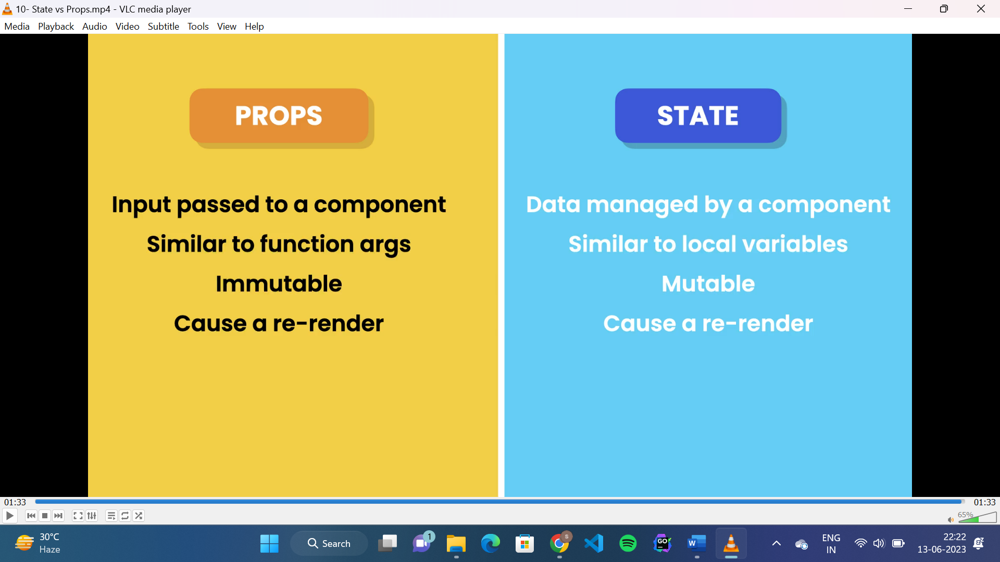 10- State vs Props.mp4 - VLC media player
Media Playback Audio Video Subtitle Tools View Help
PROPS
Input passed to a component
Similar to function args
Immutable
Cause a re-render
STATE
Data managed by a component
Similar to local variables
Mutable
Cause a re-render
01:33
01:33
65%
30°C
Haze
Search
1
S
GO
W
ENG
IN
22:22
13-06-2023